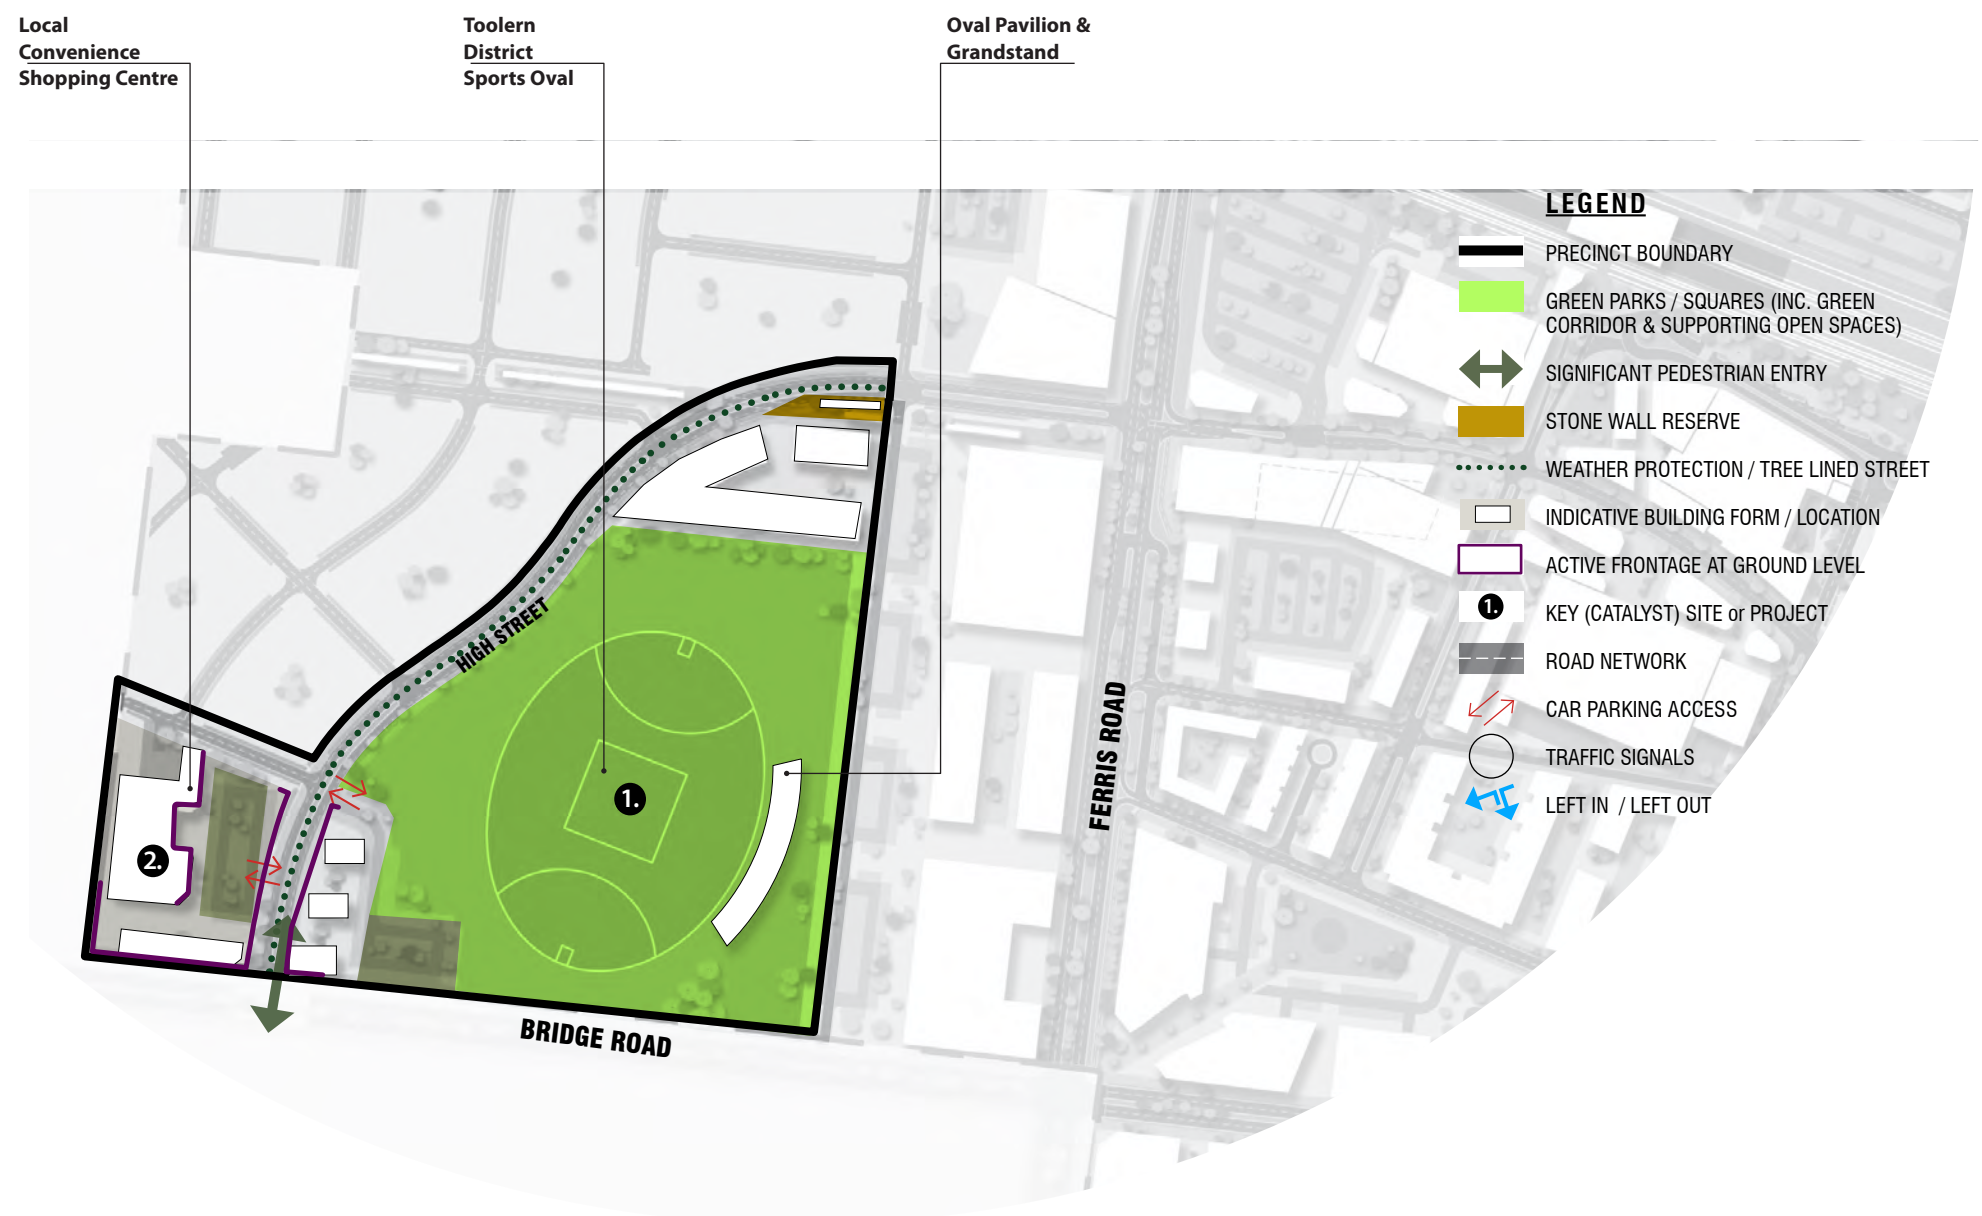 Local
Convenience
Shopping Centre
Toolern
District
Sports Oval
Oval Pavilion &
Grandstand
LEGEND
PRECINCT BOUNDARY
GREEN PARKS / SQUARES (INC. GREEN
CORRIDOR & SUPPORTING OPEN SPACES)
SIGNIFICANT PEDESTRIAN ENTRY
STONE WALL RESERVE
WEATHER PROTECTION / TREE LINED STREET
INDICATIVE BUILDING FORM / LOCATION
ACTIVE FRONTAGE AT GROUND LEVEL
1.
KEY (CATALYST) SITE or PROJECT
ROAD NETWORK
CAR PARKING ACCESS
TRAFFIC SIGNALS
LEFT IN / LEFT OUT
HIGH STREET
FERRIS ROAD
1.
2.
BRIDGE ROAD